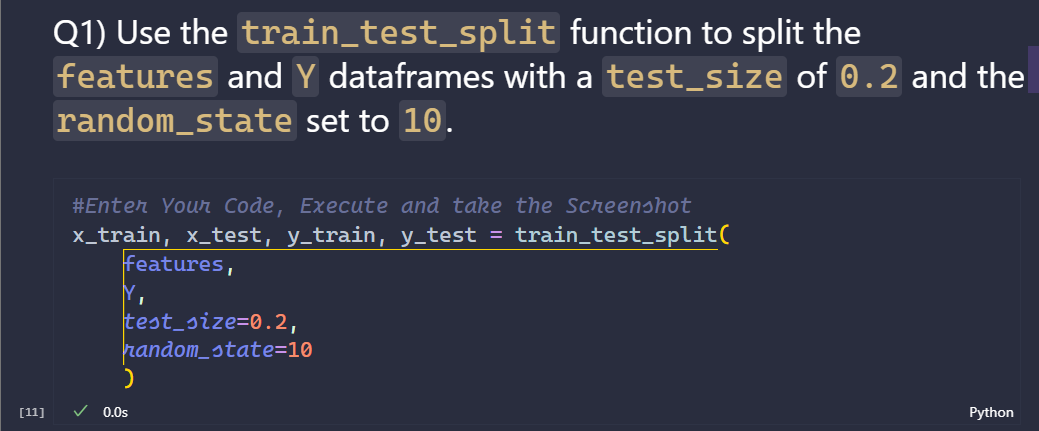 Q1) Use the train_test_split function to split the
features and Y dataframes with a test_size of 0.2 and the
random_state set to 10.
#Enter Your Code, Execute and take the Screenshot
x_train, x_test, y_train, y_test = train_test_split(
features,
Y,
test_size=0.2,
random_state=10
)
[11] ✓ 0.0s Python